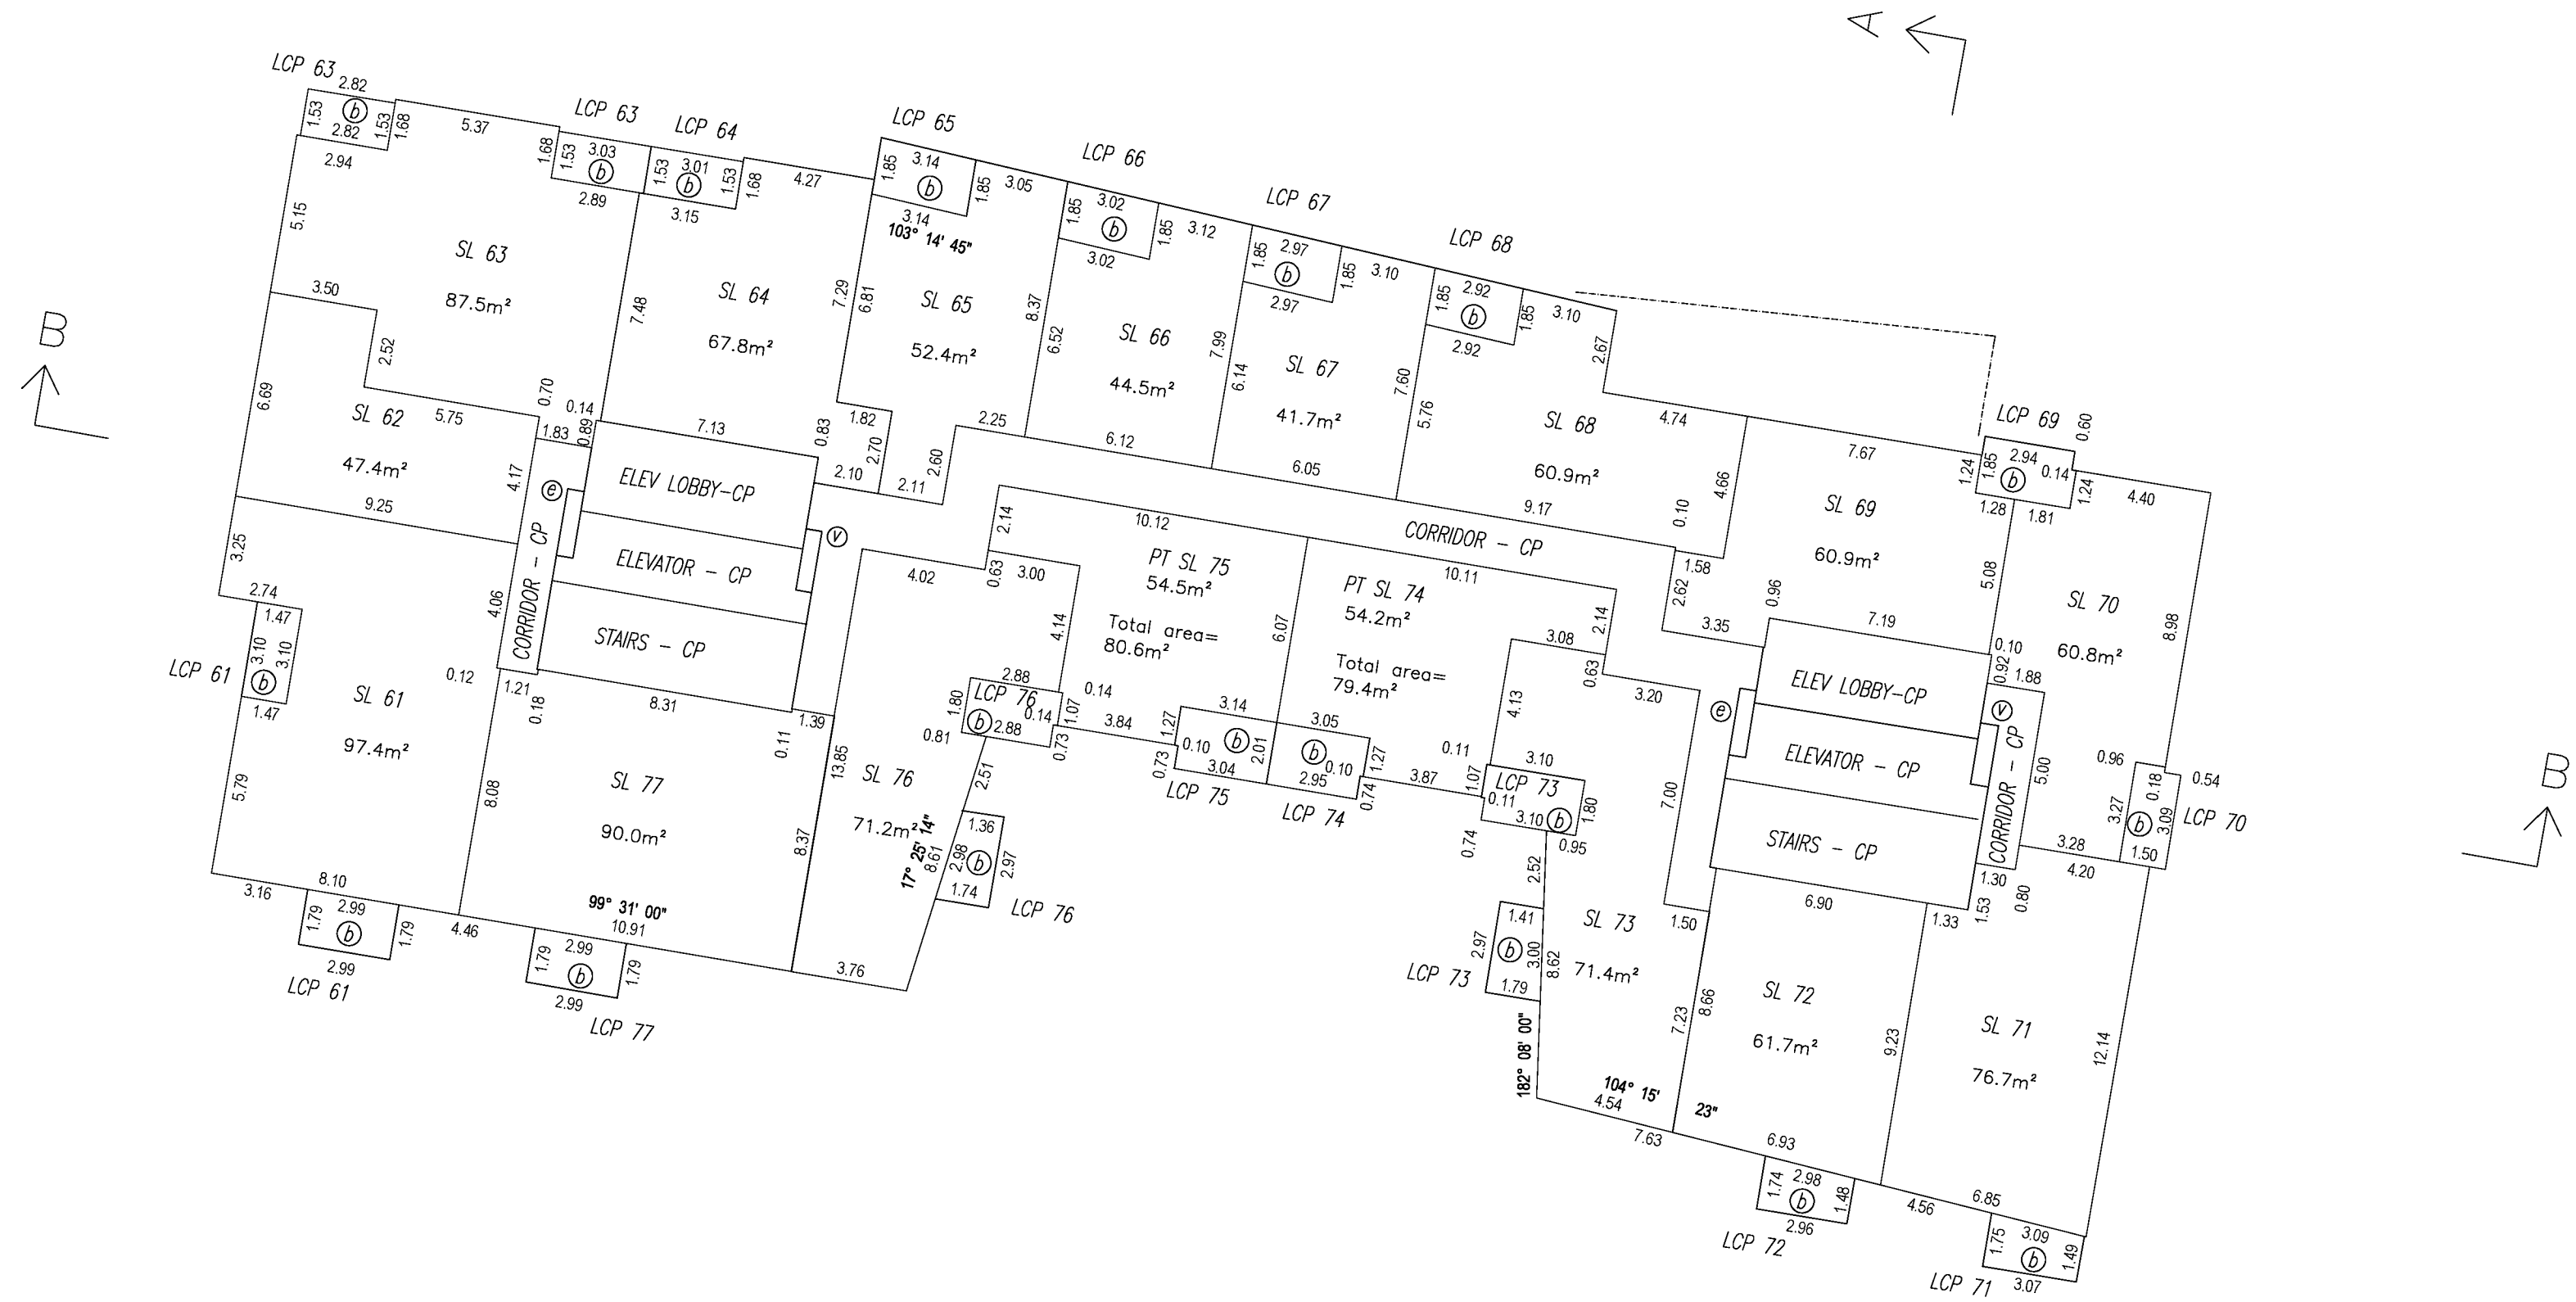 A
LCP 63
2.82
1.53
b
1.53
1.68
2.82
2.94
5.37
LCP 63
1.68
1.53
3.03
b
2.89
LCP 64
1.53
3.01
b
1.53
1.68
3.15
4.27
LCP 65
1.85
3.14
b
1.85
3.14
103° 14' 45"
3.05
LCP 66
1.85
3.02
b
1.85
3.02
3.12
LCP 67
1.85
2.97
b
1.85
2.97
3.10
LCP 68
1.85
2.92
b
1.85
2.92
3.10
2.67
5.15
SL 63
87.5m²
3.50
2.52
7.48
SL 64
67.8m²
7.29
6.81
SL 65
52.4m²
8.37
6.52
SL 66
44.5m²
7.99
6.14
SL 67
41.7m²
7.60
5.76
SL 68
60.9m²
4.74
4.66
0.10
9.17
B
6.69
SL 62
47.4m²
5.75
0.70
0.14
1.83
0.89
4.17
9.25
7.13
0.83
1.82
2.70
2.10
2.11
2.60
2.25
6.12
6.05
7.67
LCP 69
0.60
1.24
1.85
2.94
0.14
b
1.24
1.28
1.81
4.40
SL 69
60.9m²
5.08
SL 70
60.8m²
8.98
ELEV LOBBY-CP
ELEVATOR - CP
STAIRS - CP
e
v
CORRIDOR - CP
CORRIDOR - CP
3.25
2.74
1.47
3.10
3.10
b
1.47
LCP 61
4.06
0.12
SL 61
97.4m²
5.79
1.21
0.18
8.31
0.11
1.39
4.02
2.14
10.12
0.63
3.00
4.14
PT SL 75
54.5m²
Total area=
80.6m²
6.07
PT SL 74
54.2m²
Total area=
79.4m²
10.11
2.14
3.08
0.63
4.13
3.20
1.58
2.62
3.35
0.96
7.19
0.10
0.92
1.88
ELEV LOBBY-CP
ELEVATOR - CP
STAIRS - CP
e
v
CORRIDOR - CP
5.00
0.96
0.18
0.54
3.27
3.09
b
LCP 70
3.28
1.50
4.20
B
2.88
LCP 76
1.80
0.14
1.07
b
2.88
0.81
0.73
0.14
3.84
1.27
3.14
0.10
b
2.01
0.73
3.04
LCP 75
3.05
b
0.10
1.27
2.95
0.74
LCP 74
3.87
0.11
1.07
3.10
LCP 73
0.11
3.10
b
1.80
0.74
0.95
2.52
7.00
8.08
SL 77
90.0m²
13.85
SL 76
71.2m²
8.37
2.51
17° 25' 14"
8.61
1.36
2.98
b
2.97
1.74
LCP 76
3.16
8.10
2.99
1.79
b
1.79
2.99
LCP 61
4.46
99° 31' 00"
10.91
2.99
1.79
b
1.79
2.99
LCP 77
3.76
1.41
2.97
b
3.00
8.62
1.79
LCP 73
SL 73
71.4m²
1.50
182° 08' 00"
104° 15' 23"
4.54
7.63
7.23
8.66
6.90
SL 72
61.7m²
9.23
1.33
1.53
1.30
0.80
SL 71
76.7m²
12.14
6.93
1.74
2.98
b
1.48
2.96
LCP 72
4.56
6.85
1.75
3.09
b
1.49
3.07
LCP 71